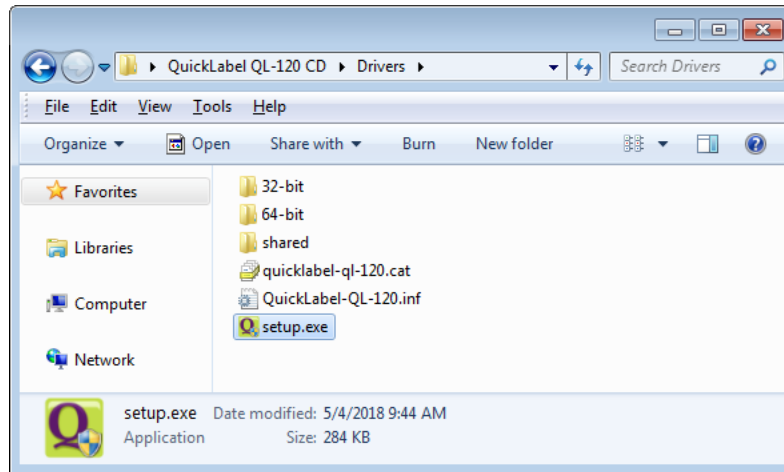 QuickLabel QL-120 CD Drivers Search Drivers
File Edit View Tools Help
Organize Open Share with Burn New folder
Favorites
Libraries
Computer
Network
32-bit
64-bit
shared
quicklabel-ql-120.cat
QuickLabel-QL-120.inf
setup.exe
setup.exe Date modified: 5/4/2018 9:44 AM
Application Size: 284 KB